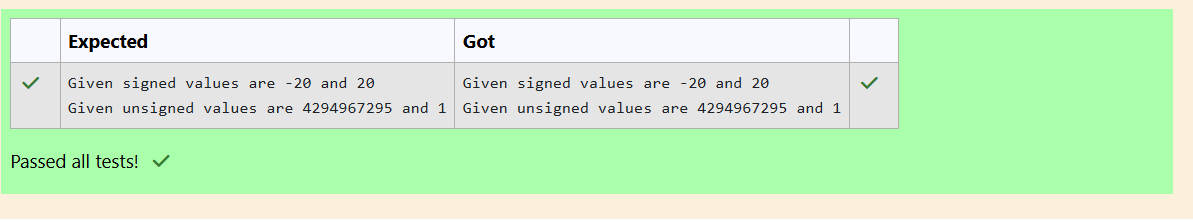 Expected Got
Given signed values are -20 and 20 Given signed values are -20 and 20
Given unsigned values are 4294967295 and 1 Given unsigned values are 4294967295 and 1
Passed all tests!